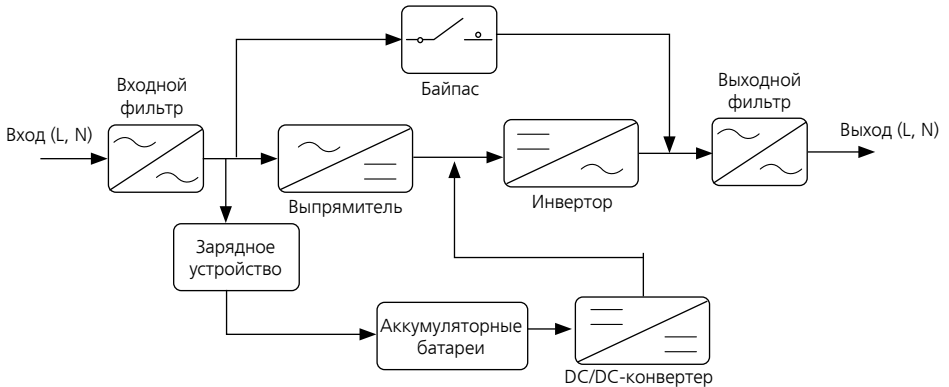 Байпас
Входной
фильтр
Выходной
фильтр
Вход (L, N)
Выход (L, N)
Выпрямитель
Инвертор
Зарядное
устройство
Аккумуляторные
батареи
DC/DC-конвертер